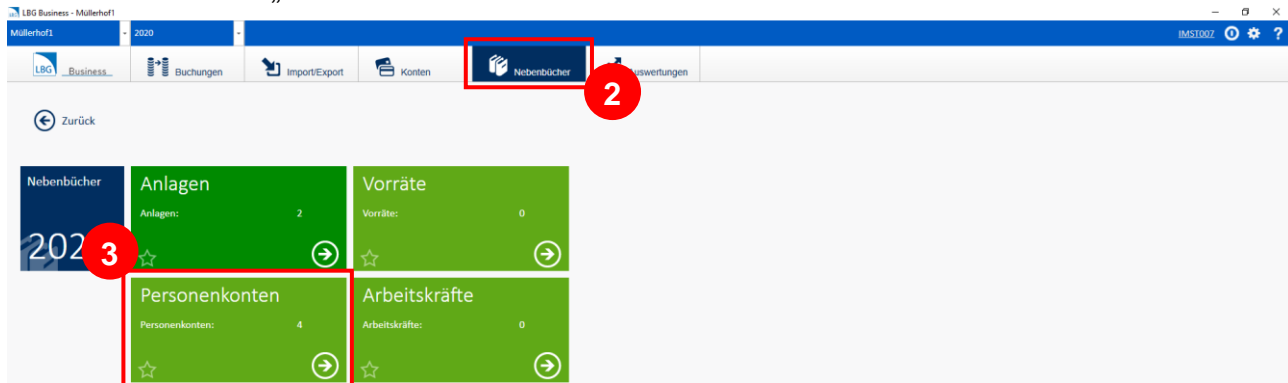 „
LBG Business - Müllerhof1
Müllerhof1 2020 IMST007 ?
LBG _Business_ Buchungen Import/Export Konten Nebenbücher uswertungen
2
Zurück
Nebenbücher Anlagen Vorräte
Anlagen: 2 Vorräte: 0
202 3
Personenkonten Arbeitskräfte
Personenkonten: 4 Arbeitskräfte: 0